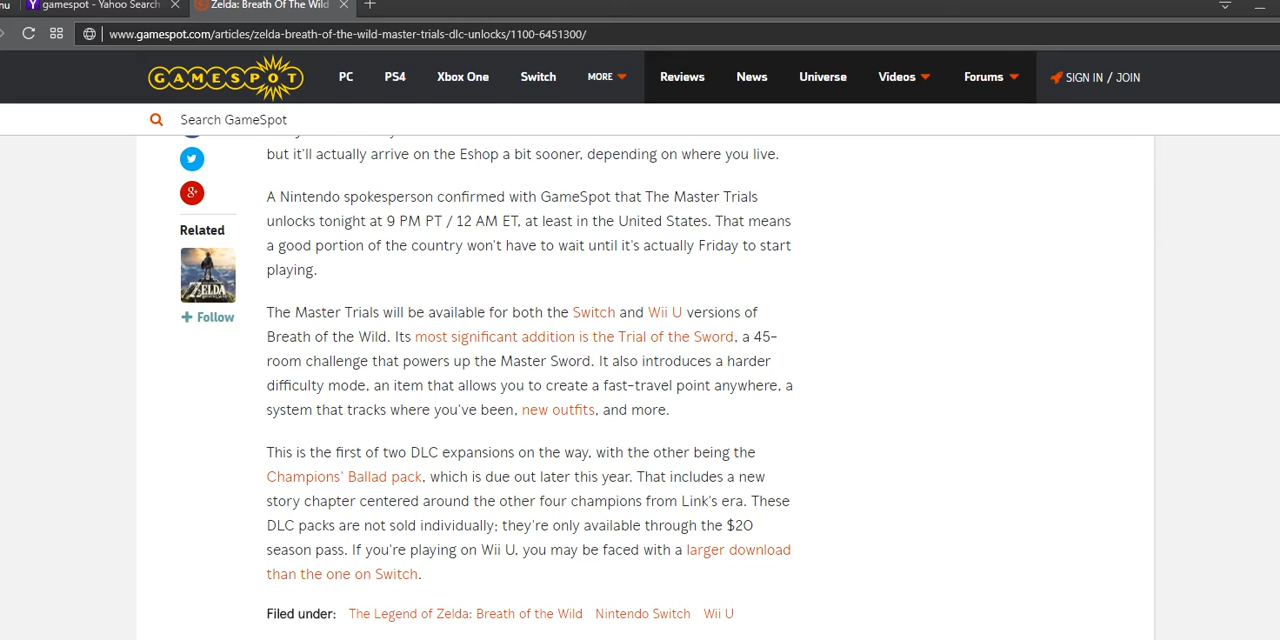 nu
gamespot - Yahoo Search
Zelda: Breath Of The Wild
www.gamespot.com/articles/zelda-breath-of-the-wild-master-trials-dlc-unlocks/1100-6451300/
GAMESPOT
PC PS4 Xbox One Switch MORE Reviews News Universe Videos Forums SIGN IN / JOIN
Search GameSpot
but it'll actually arrive on the Eshop a bit sooner, depending on where you live.
A Nintendo spokesperson confirmed with GameSpot that The Master Trials
unlocks tonight at 9 PM PT / 12 AM ET, at least in the United States. That means
a good portion of the country won't have to wait until it's actually Friday to start
playing.
g+
Related
ZELDA
+ Follow
The Master Trials will be available for both the Switch and Wii U versions of
Breath of the Wild. Its most significant addition is the Trial of the Sword, a 45-
room challenge that powers up the Master Sword. It also introduces a harder
difficulty mode, an item that allows you to create a fast-travel point anywhere, a
system that tracks where you've been, new outfits, and more.
This is the first of two DLC expansions on the way, with the other being the
Champions' Ballad pack, which is due out later this year. That includes a new
story chapter centered around the other four champions from Link's era. These
DLC packs are not sold individually; they're only available through the $20
season pass. If you're playing on Wii U, you may be faced with a larger download
than the one on Switch.
Filed under: The Legend of Zelda: Breath of the Wild Nintendo Switch Wii U